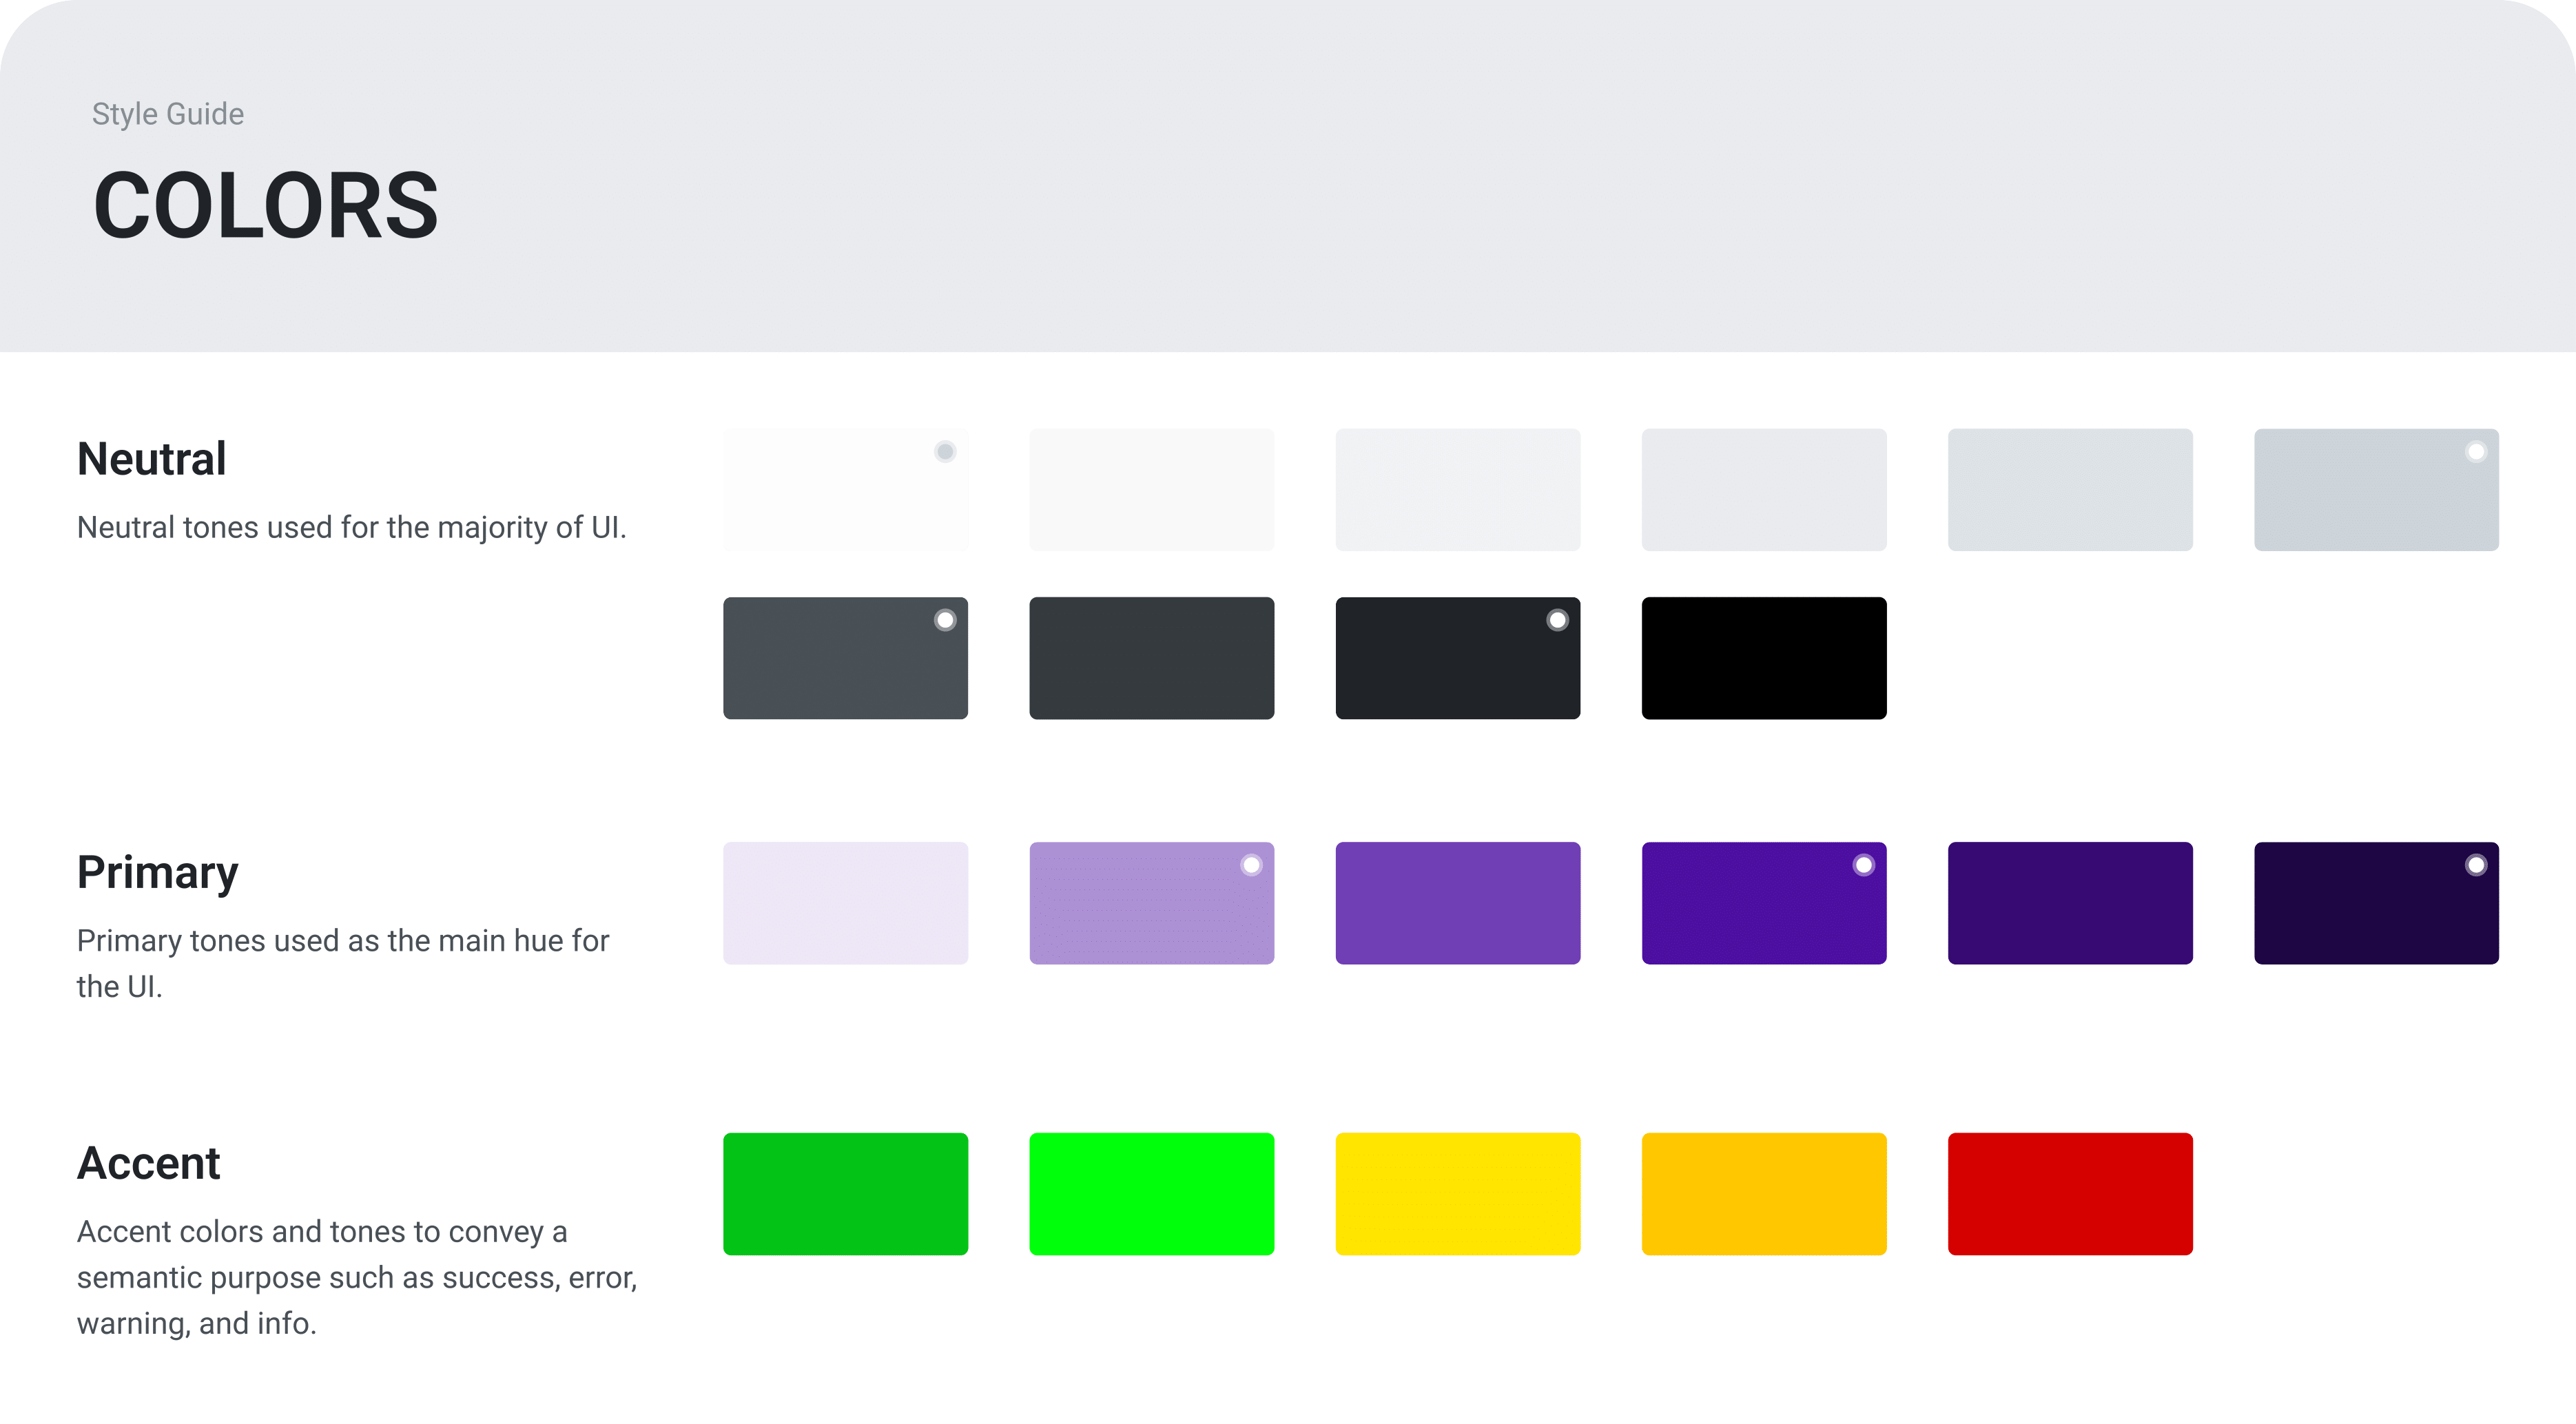 Style Guide
COLORS
Neutral
Neutral tones used for the majority of UI.
Primary
Primary tones used as the main hue for
the UI.
Accent
Accent colors and tones to convey a
semantic purpose such as success, error,
warning, and info.